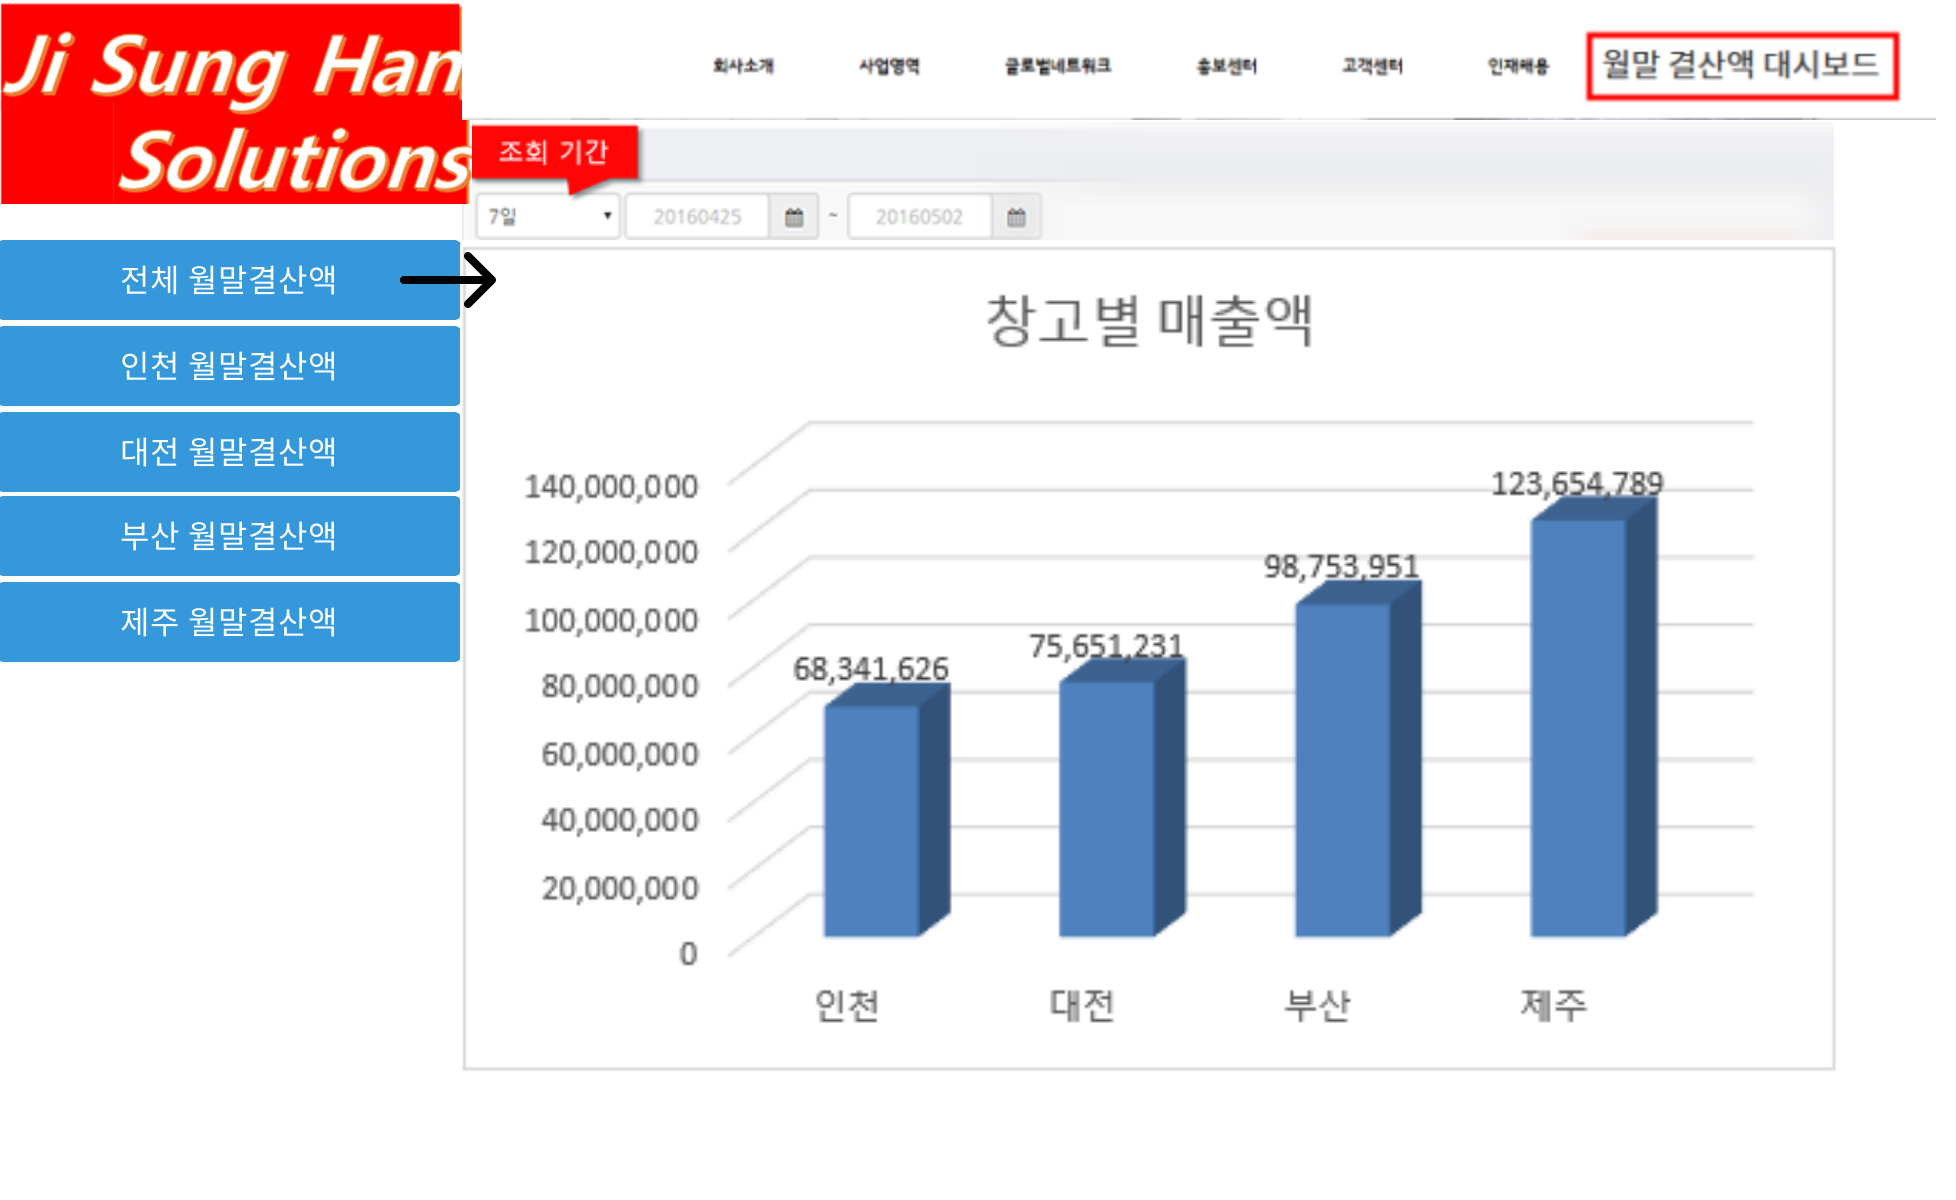 Ji Sung Han
Solutions
회사소개 사업영역 글로벌네트워크 홍보센터 고객센터 인재채용 월말 결산액 대시보드
조회 기간
7일 20160425 ~ 20160502
전체 월말결산액
인천 월말결산액
대전 월말결산액
부산 월말결산액
제주 월말결산액
창고별 매출액
140,000,000
120,000,000
100,000,000
80,000,000
60,000,000
40,000,000
20,000,000
0
68,341,626
75,651,231
98,753,951
123,654,789
인천 대전 부산 제주